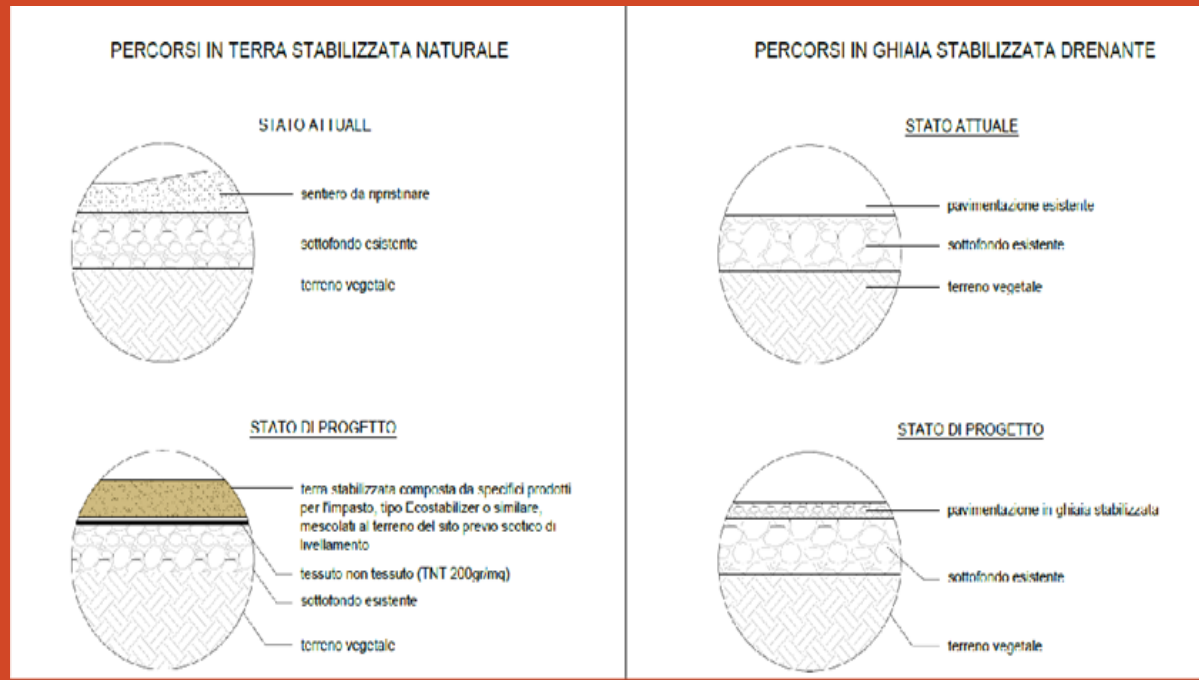 PERCORSI IN TERRA STABILIZZATA NATURALE
STATO ATTUALE
sentiero da ripristinare
sottofondo esistente
terreno vegetale
STATO DI PROGETTO
terra stabilizzata composta da specifici prodotti
per l'impasto, tipo Ecostabilizer o similare,
mescolati al terreno del sito previo scotico di
livellamento
tessuto non tessuto (TNT 200gr/mq)
sottofondo esistente
terreno vegetale
PERCORSI IN GHIAIA STABILIZZATA DRENANTE
STATO ATTUALE
pavimentazione esistente
sottofondo esistente
terreno vegetale
STATO DI PROGETTO
pavimentazione in ghiaia stabilizzata
sottofondo esistente
terreno vegetale